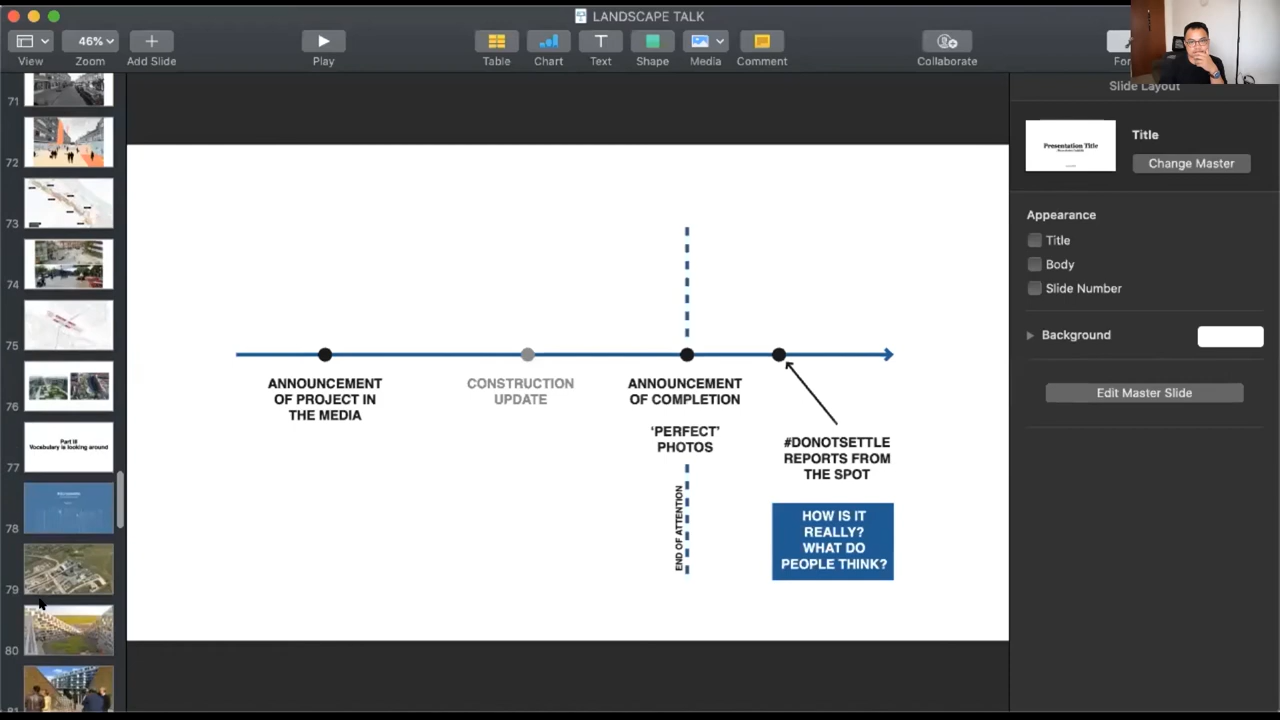 LANDSCAPE TALK
46%
View
Zoom
Add Slide
Play
Table
Chart
Text
Shape
Media
Comment
Collaborate
For
Slide Layout
Presentation Title
Title
Change Master
Appearance
Title
Body
Slide Number
Background
Edit Master Slide
71
72
73
74
75
76
Part III
Vocabulary is looking around
77
78
79
80
ANNOUNCEMENT
OF PROJECT IN
THE MEDIA
CONSTRUCTION
UPDATE
ANNOUNCEMENT
OF COMPLETION
‘PERFECT’
PHOTOS
END OF ATTENTION
#DONOTSETTLE
REPORTS FROM
THE SPOT
HOW IS IT
REALLY?
WHAT DO
PEOPLE THINK?